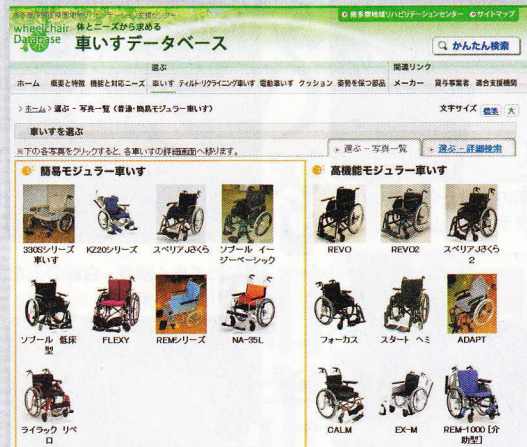 南多摩保健医療圏地域リハビリテーション支援センター
南多摩地域リハビリテーションセンター サイトマップ
wheelchair 体とニーズから求める
Database 車いすデータベース
かんたん検索
選ぶ 関連リンク
ホーム 概要と特徴 機能と対応ニーズ 車いす ティルト・リクライニング車いす 電動車いす クッション 姿勢を保つ部品 メーカー 貸与事業者 適合支援機関
> ホーム > 選ぶ - 写真一覧(普通・簡易モジュラー車いす) 文字サイズ 標準 大
車いすを選ぶ
※下の各写真をクリックすると、各車いすの詳細画面へ移ります。 選ぶ - 写真一覧 選ぶ - 詳細検索
簡易モジュラー車いす 高機能モジュラー車いす
330Sシリーズ 車いす
KZ20シリーズ
スペリアJさくら
ソブール イージーベーシック
REVO
REVO2
スペリアJさくら2
ソブール 低床型
FLEXY
REMシリーズ
NA-35L
フォーカス
スタート ヘミ
ADAPT
ライラック リベロ
CALM
EX-M
REM-1000 [介助型]